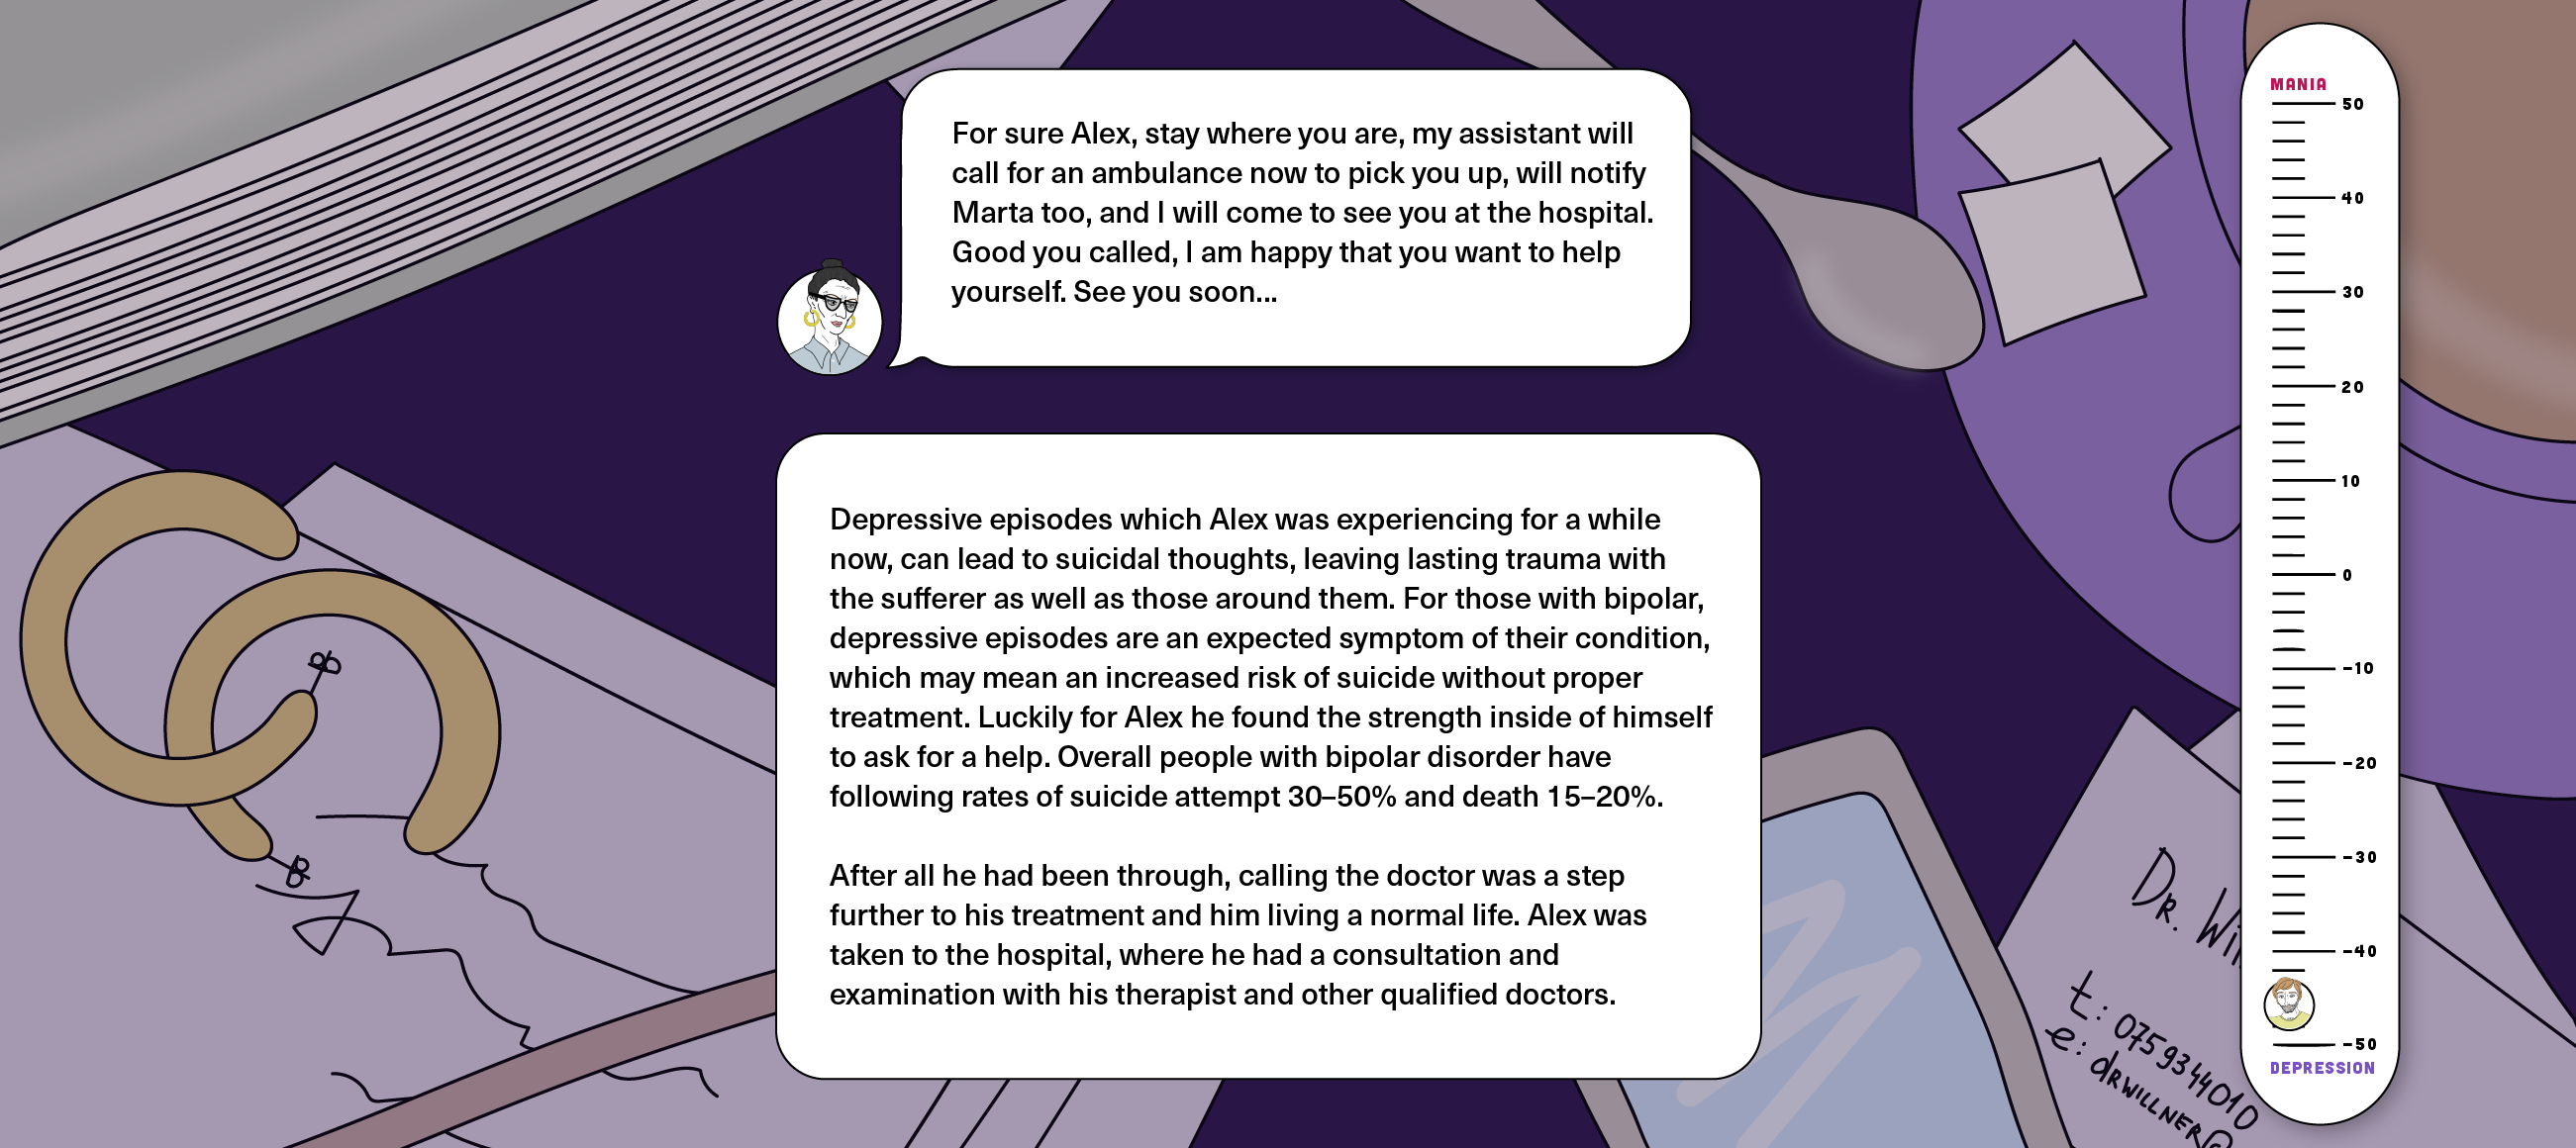 For sure Alex, stay where you are, my assistant will
call for an ambulance now to pick you up, will notify
Marta too, and I will come to see you at the hospital.
Good you called, I am happy that you want to help
yourself. See you soon...
Depressive episodes which Alex was experiencing for a while
now, can lead to suicidal thoughts, leaving lasting trauma with
the sufferer as well as those around them. For those with bipolar,
depressive episodes are an expected symptom of their condition,
which may mean an increased risk of suicide without proper
treatment. Luckily for Alex he found the strength inside of himself
to ask for a help. Overall people with bipolar disorder have
following rates of suicide attempt 30–50% and death 15–20%.
After all he had been through, calling the doctor was a step
further to his treatment and him living a normal life. Alex was
taken to the hospital, where he had a consultation and
examination with his therapist and other qualified doctors.
Dr. Wil
t: 0759344010
e: drwillner@
MANIA
50
40
30
20
10
0
-10
-20
-30
-40
-50
DEPRESSION